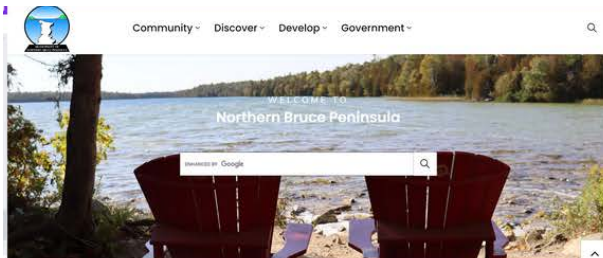 Community Discover Develop Government
WELCOME TO
Northern Bruce Peninsula
ENHANCED BY Google